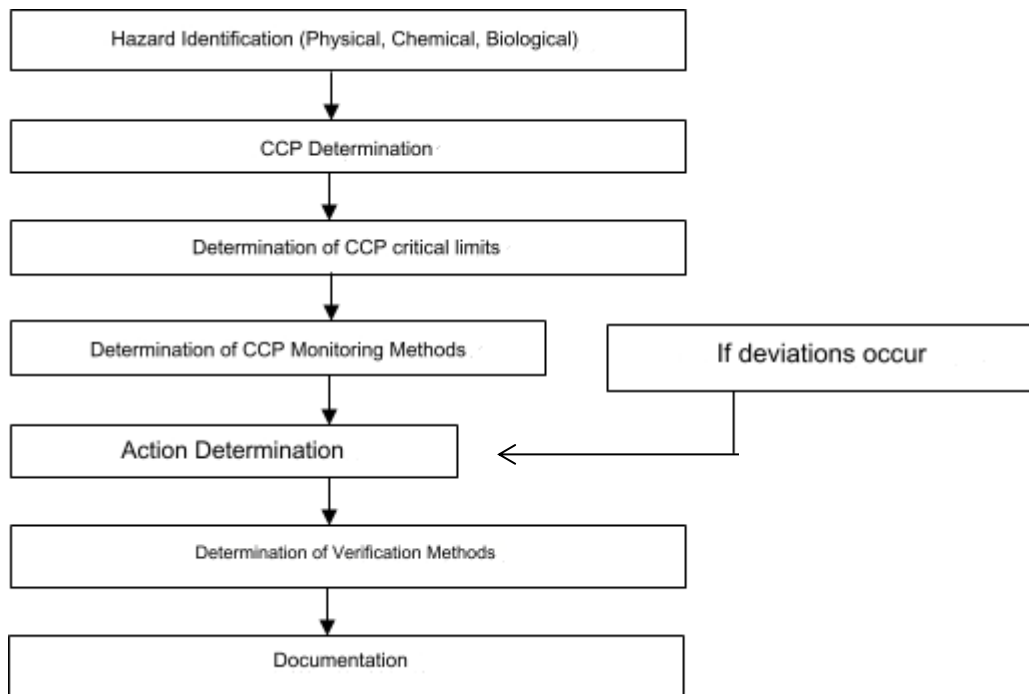 Hazard Identification (Physical, Chemical, Biological)
CCP Determination
Determination of CCP critical limits
Determination of CCP Monitoring Methods
If deviations occur
Action Determination
Determination of Verification Methods
Documentation